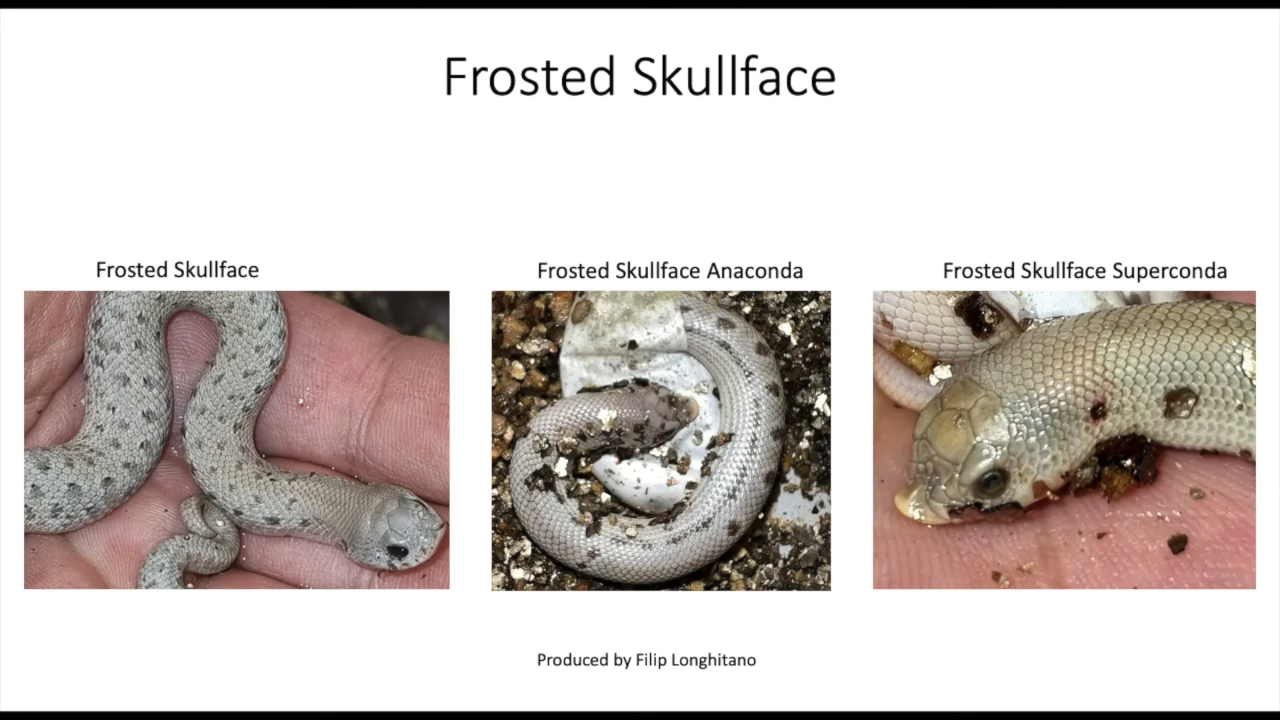 Frosted Skullface
Frosted Skullface
Frosted Skullface Anaconda
Frosted Skullface Superconda
Produced by Filip Longhitano